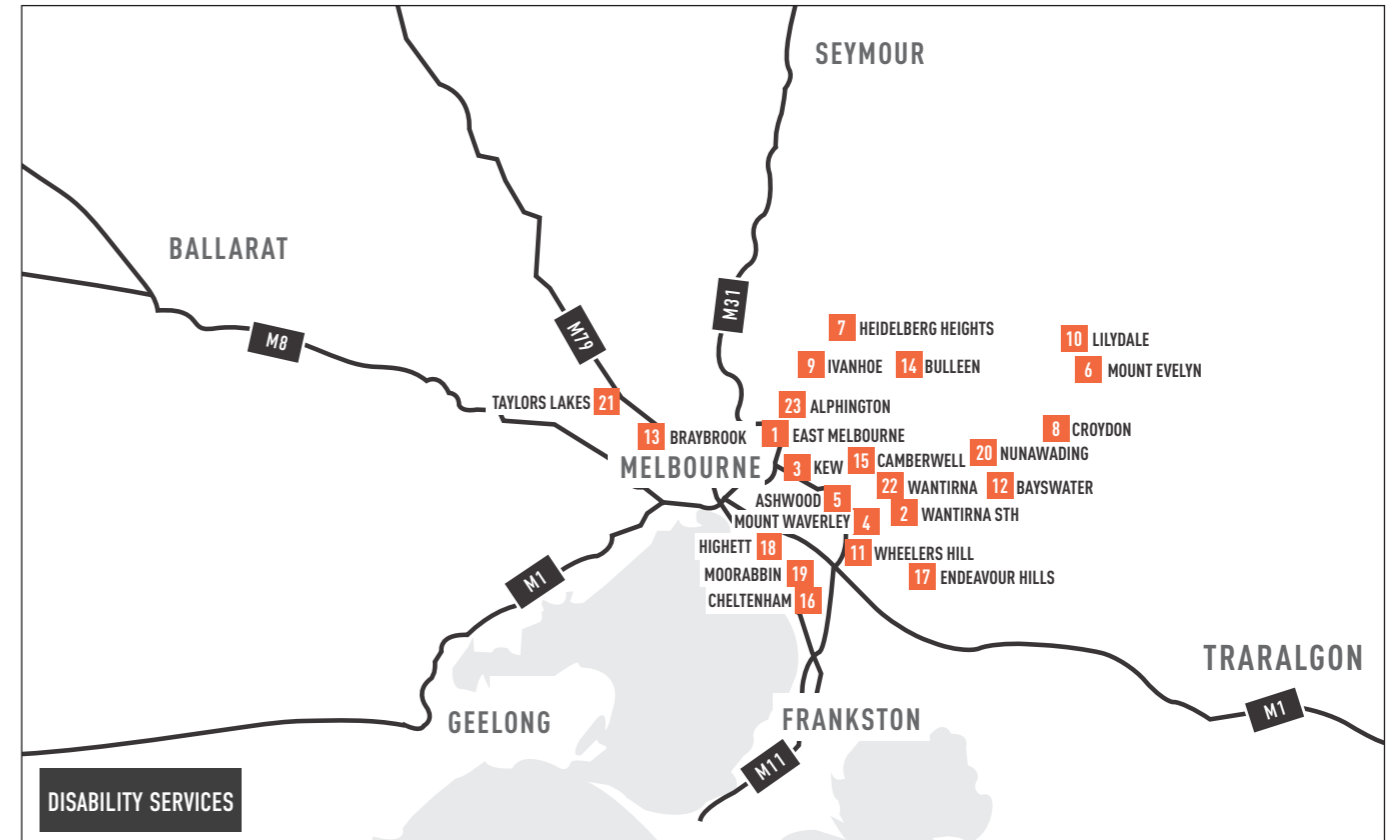 SEYMOUR
BALLARAT
M31
M79
M8
7 HEIDELBERG HEIGHTS
10 LILYDALE
9 IVANHOE
14 BULLEEN
6 MOUNT EVELYN
TAYLORS LAKES 21
23 ALPHINGTON
13 BRAYBROOK
1 EAST MELBOURNE
8 CROYDON
MELBOURNE
3 KEW
15 CAMBERWELL
20 NUNAWADING
22 WANTIRNA
12 BAYSWATER
ASHWOOD 5
2 WANTIRNA STH
MOUNT WAVERLEY 4
HIGHETT 18
11 WHEELERS HILL
MOORABBIN 19
17 ENDEAVOUR HILLS
CHELTENHAM 16
M1
TRARALGON
M1
GEELONG
FRANKSTON
M11
DISABILITY SERVICES